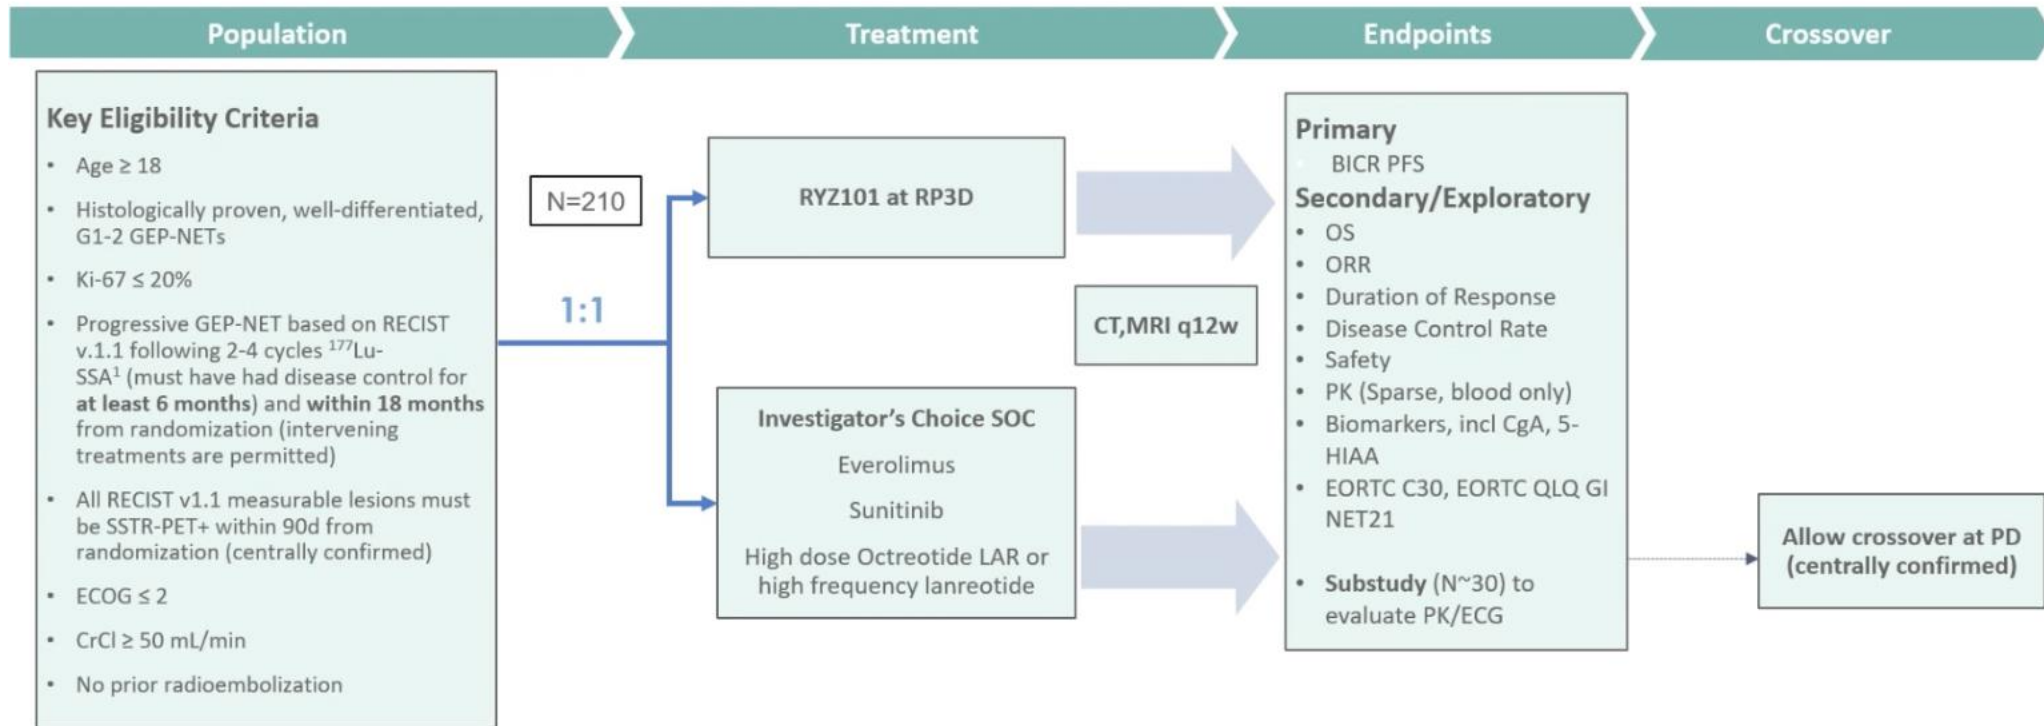 Population
Treatment
Endpoints
Crossover
Key Eligibility Criteria
• Age ≥ 18
• Histologically proven, well-differentiated,
G1-2 GEP-NETs
• Ki-67 ≤ 20%
• Progressive GEP-NET based on RECIST
v.1.1 following 2-4 cycles ¹⁷⁷Lu-
SSA¹ (must have had disease control for
at least 6 months) and within 18 months
from randomization (intervening
treatments are permitted)
• All RECIST v1.1 measurable lesions must
be SSTR-PET+ within 90d from
randomization (centrally confirmed)
• ECOG ≤ 2
• CrCl ≥ 50 mL/min
• No prior radioembolization
N=210
1:1
RYZ101 at RP3D
Investigator's Choice SOC
Everolimus
Sunitinib
High dose Octreotide LAR or
high frequency lanreotide
CT,MRI q12w
Primary
BICR PFS
Secondary/Exploratory
• OS
• ORR
• Duration of Response
• Disease Control Rate
• Safety
• PK (Sparse, blood only)
• Biomarkers, incl CgA, 5-
HIAA
• EORTC C30, EORTC QLQ GI
NET21
• Substudy (N~30) to
evaluate PK/ECG
Allow crossover at PD
(centrally confirmed)